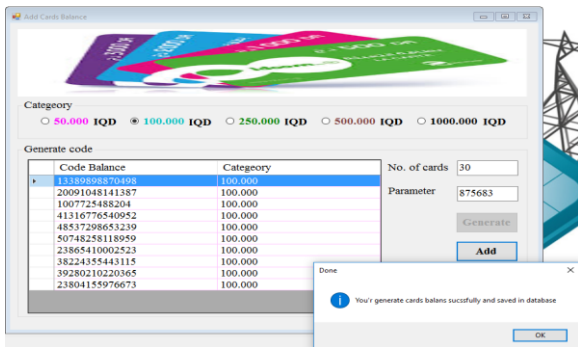 Add Cards Balance
Categeory
50.000 IQD 100.000 IQD 250.000 IQD 500.000 IQD 1000.000 IQD
Generate code
Code Balance Categeory
13389898870498 100.000
20091048141387 100.000
1007725488204 100.000
41316776540952 100.000
48537298653239 100.000
50748258118959 100.000
23865410002523 100.000
38224355443115 100.000
39280210220365 100.000
23804155976673 100.000
No. of cards 30
Parameter 875683
Generate
Add
Done
You'r generate cards balans sucssfully and saved in database
OK